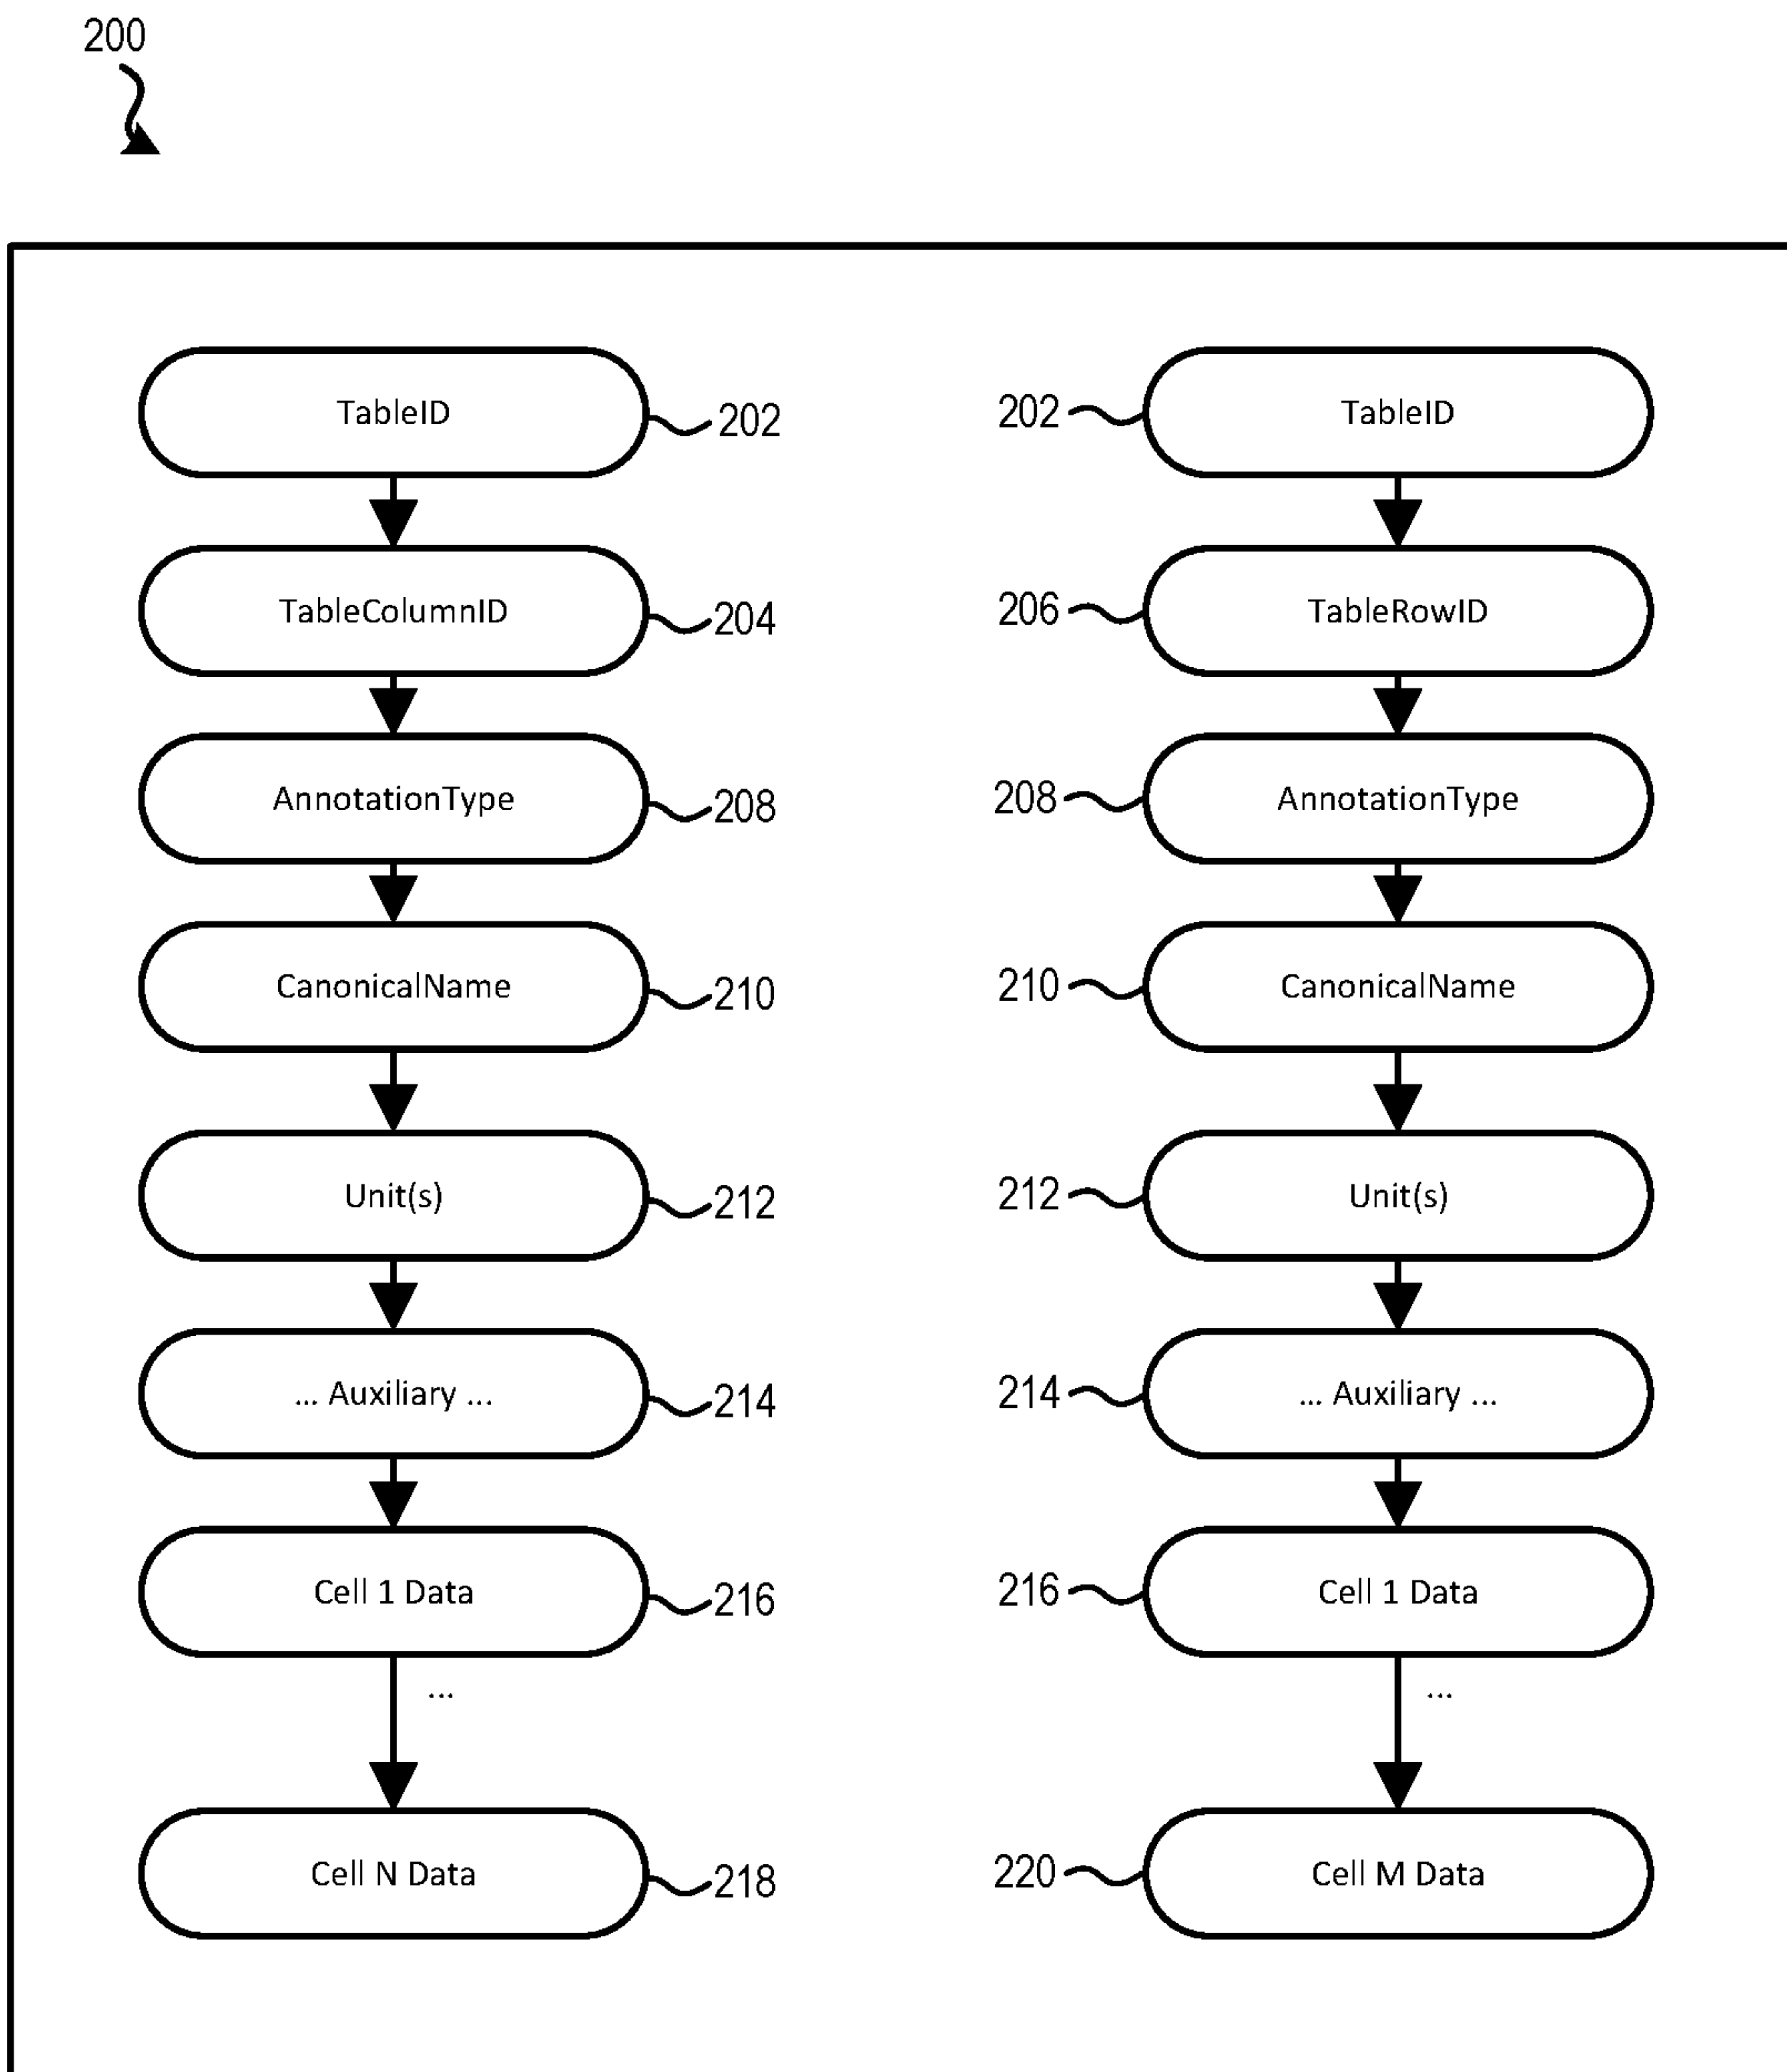 200
TableID
202
202
TableID
TableColumnID
204
206
TableRowID
AnnotationType
208
208
AnnotationType
CanonicalName
210
210
CanonicalName
Unit(s)
212
212
Unit(s)
... Auxiliary ...
214
214
... Auxiliary ...
Cell 1 Data
216
216
Cell 1 Data
...
...
Cell N Data
218
220
Cell M Data